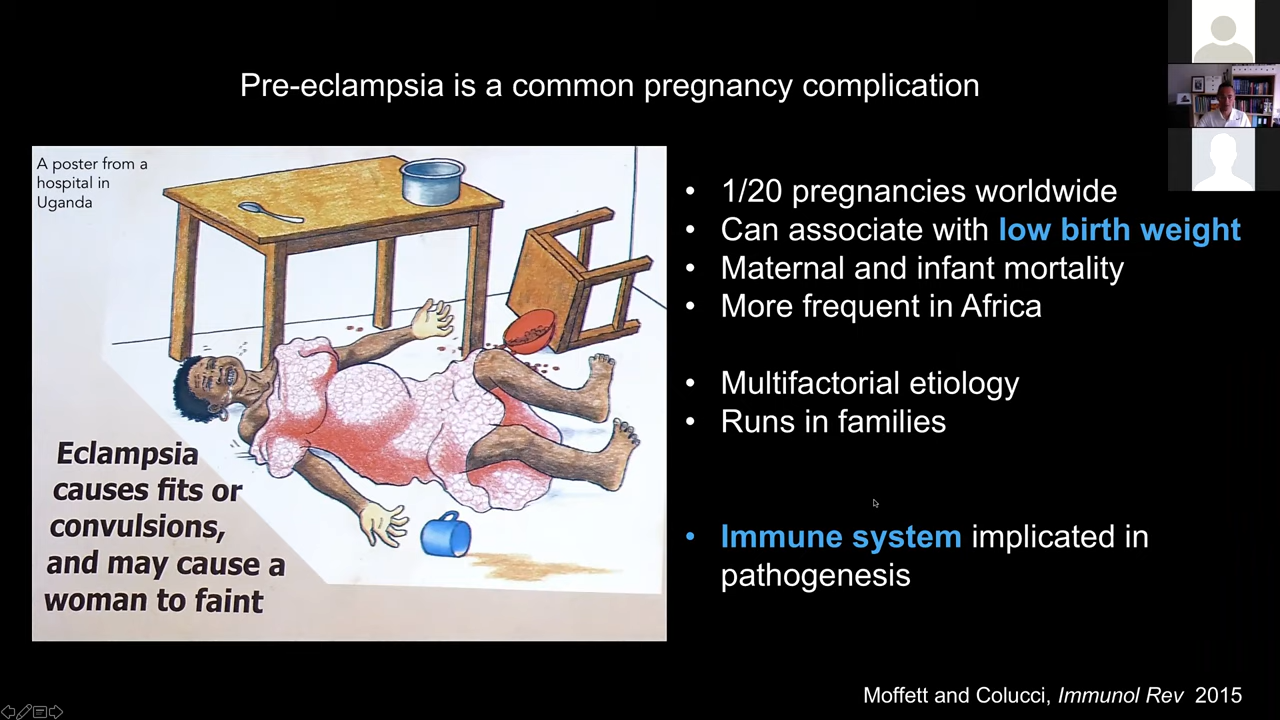 Pre-eclampsia is a common pregnancy complication
A poster from a
hospital in
Uganda
Eclampsia
causes fits or
convulsions,
and may cause a
woman to faint
• 1/20 pregnancies worldwide
• Can associate with low birth weight
• Maternal and infant mortality
• More frequent in Africa
• Multifactorial etiology
• Runs in families
• Immune system implicated in
pathogenesis
Moffett and Colucci, Immunol Rev 2015